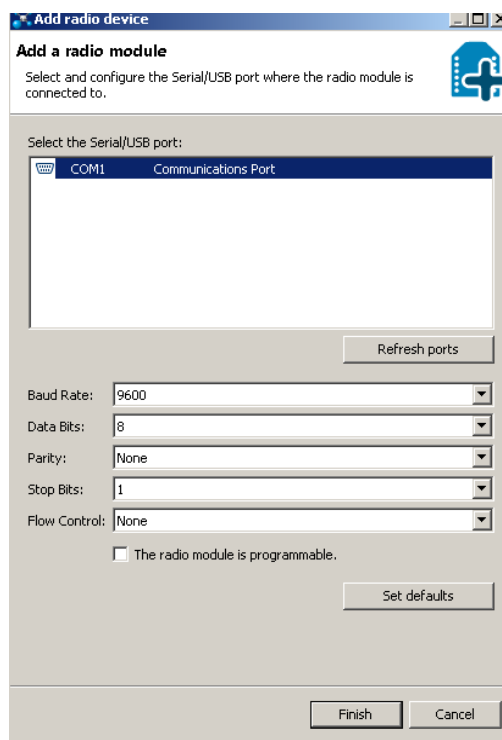 Add radio device
Add a radio module
Select and configure the Serial/USB port where the radio module is
connected to.
Select the Serial/USB port:
COM1 Communications Port
Refresh ports
Baud Rate: 9600
Data Bits: 8
Parity: None
Stop Bits: 1
Flow Control: None
The radio module is programmable.
Set defaults
Finish Cancel